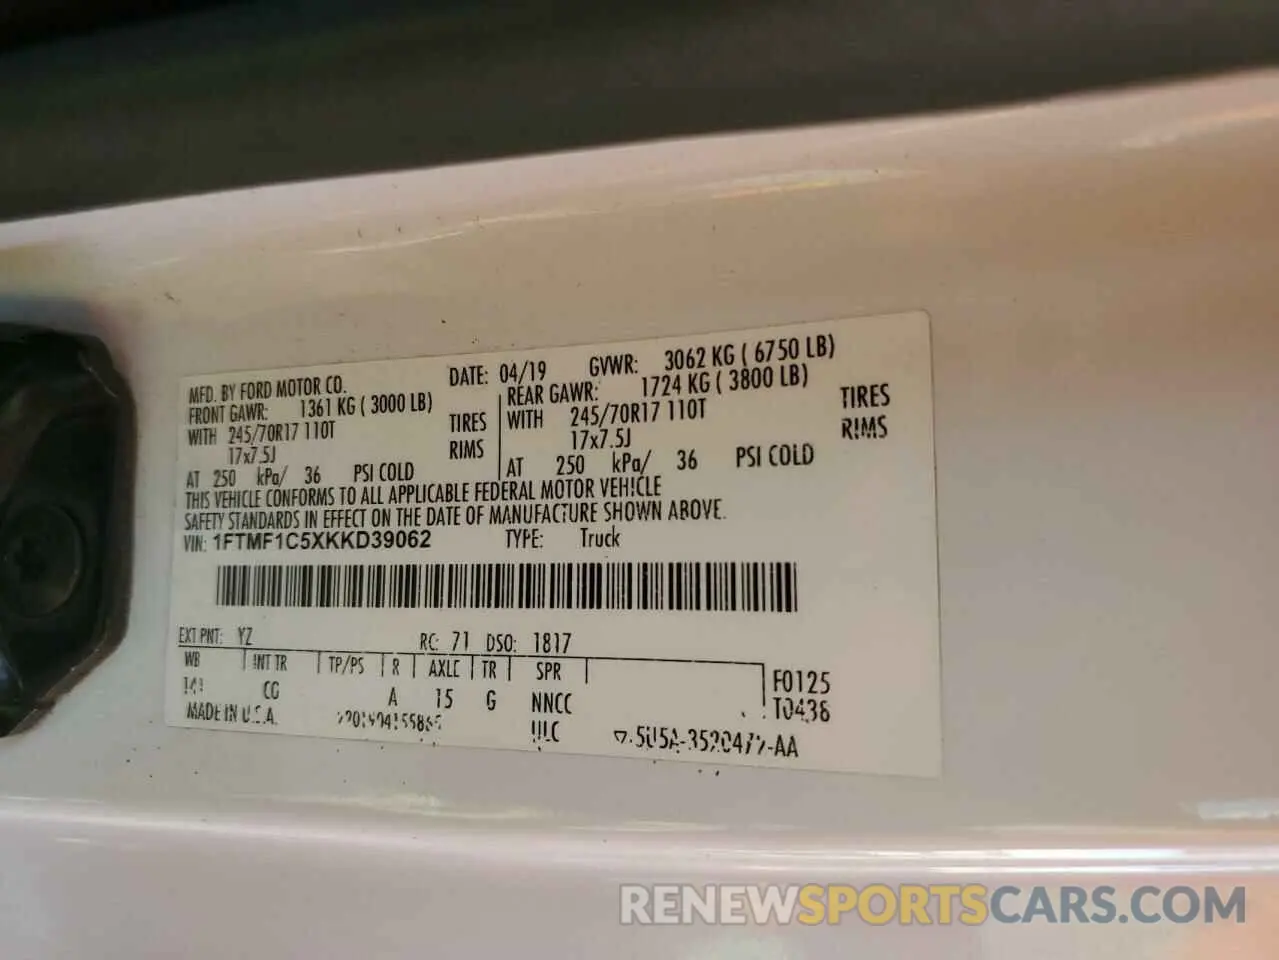 MFD. BY FORD MOTOR CO. DATE: 04/19 GVWR: 3062 KG ( 6750 LB)
FRONT GAWR: 1361 KG ( 3000 LB) REAR GAWR: 1724 KG ( 3800 LB)
WITH 245/70R17 110T TIRES WITH 245/70R17 110T TIRES
17x7.5J RIMS 17x7.5J RIMS
AT 250 kPa/ 36 PSI COLD AT 250 kPa/ 36 PSI COLD
THIS VEHICLE CONFORMS TO ALL APPLICABLE FEDERAL MOTOR VEHICLE
SAFETY STANDARDS IN EFFECT ON THE DATE OF MANUFACTURE SHOWN ABOVE.
VIN: 1FTMF1C5XKKD39062 TYPE: Truck
EXT PNT: YZ RC: 71 DSO: 1817
WB INT TR TP/PS R AXLE TR SPR F0125
CG A 15 G NNCC T0438
MADE IN U.S.A.
RENEWSPORTSCARS.COM